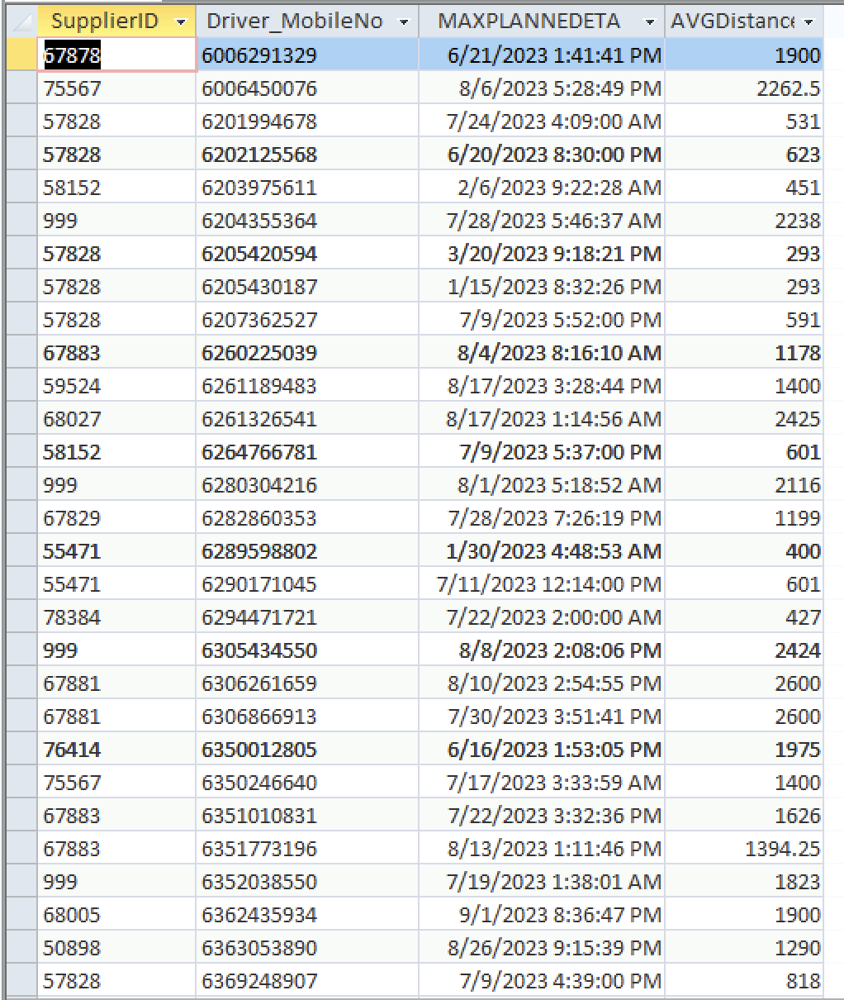 SupplierID Driver_MobileNo MAXPLANNEDETA AVGDistance
67878 6006291329 6/21/2023 1:41:41 PM 1900
75567 6006450076 8/6/2023 5:28:49 PM 2262.5
57828 6201994678 7/24/2023 4:09:00 AM 531
57828 6202125568 6/20/2023 8:30:00 PM 623
58152 6203975611 2/6/2023 9:22:28 AM 451
999 6204355364 7/28/2023 5:46:37 AM 2238
57828 6205420594 3/20/2023 9:18:21 PM 293
57828 6205430187 1/15/2023 8:32:26 PM 293
57828 6207362527 7/9/2023 5:52:00 PM 591
67883 6260225039 8/4/2023 8:16:10 AM 1178
59524 6261189483 8/17/2023 3:28:44 PM 1400
68027 6261326541 8/17/2023 1:14:56 AM 2425
58152 6264766781 7/9/2023 5:37:00 PM 601
999 6280304216 8/1/2023 5:18:52 AM 2116
67829 6282860353 7/28/2023 7:26:19 PM 1199
55471 6289598802 1/30/2023 4:48:53 AM 400
55471 6290171045 7/11/2023 12:14:00 PM 601
78384 6294471721 7/22/2023 2:00:00 AM 427
999 6305434550 8/8/2023 2:08:06 PM 2424
67881 6306261659 8/10/2023 2:54:55 PM 2600
67881 6306866913 7/30/2023 3:51:41 PM 2600
76414 6350012805 6/16/2023 1:53:05 PM 1975
75567 6350246640 7/17/2023 3:33:59 AM 1400
67883 6351010831 7/22/2023 3:32:36 PM 1626
67883 6351773196 8/13/2023 1:11:46 PM 1394.25
999 6352038550 7/19/2023 1:38:01 AM 1823
68005 6362435934 9/1/2023 8:36:47 PM 1900
50898 6363053890 8/26/2023 9:15:39 PM 1290
57828 6369248907 7/9/2023 4:39:00 PM 818